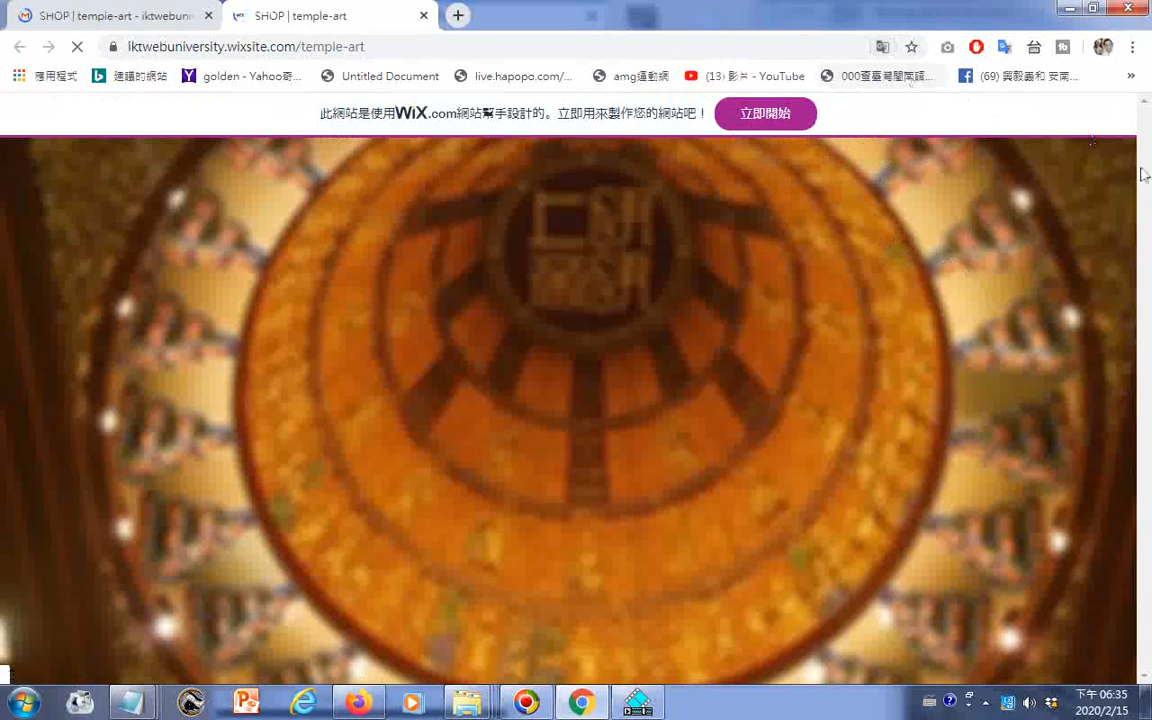 SHOP | temple-art - iktwebuni
SHOP | temple-art
iktwebuniversity.wixsite.com/temple-art
應用程式
建議的網站
golden - Yahoo奇...
Untitled Document
live.hapopo.com/...
amg運動網
(13) 影片 - YouTube
(69) 興毅義和 安南...
»
此網站是使用WiX.com網站幫手設計的。立即用來製作您的網站吧！
立即開始
下午 06:35
2020/2/15